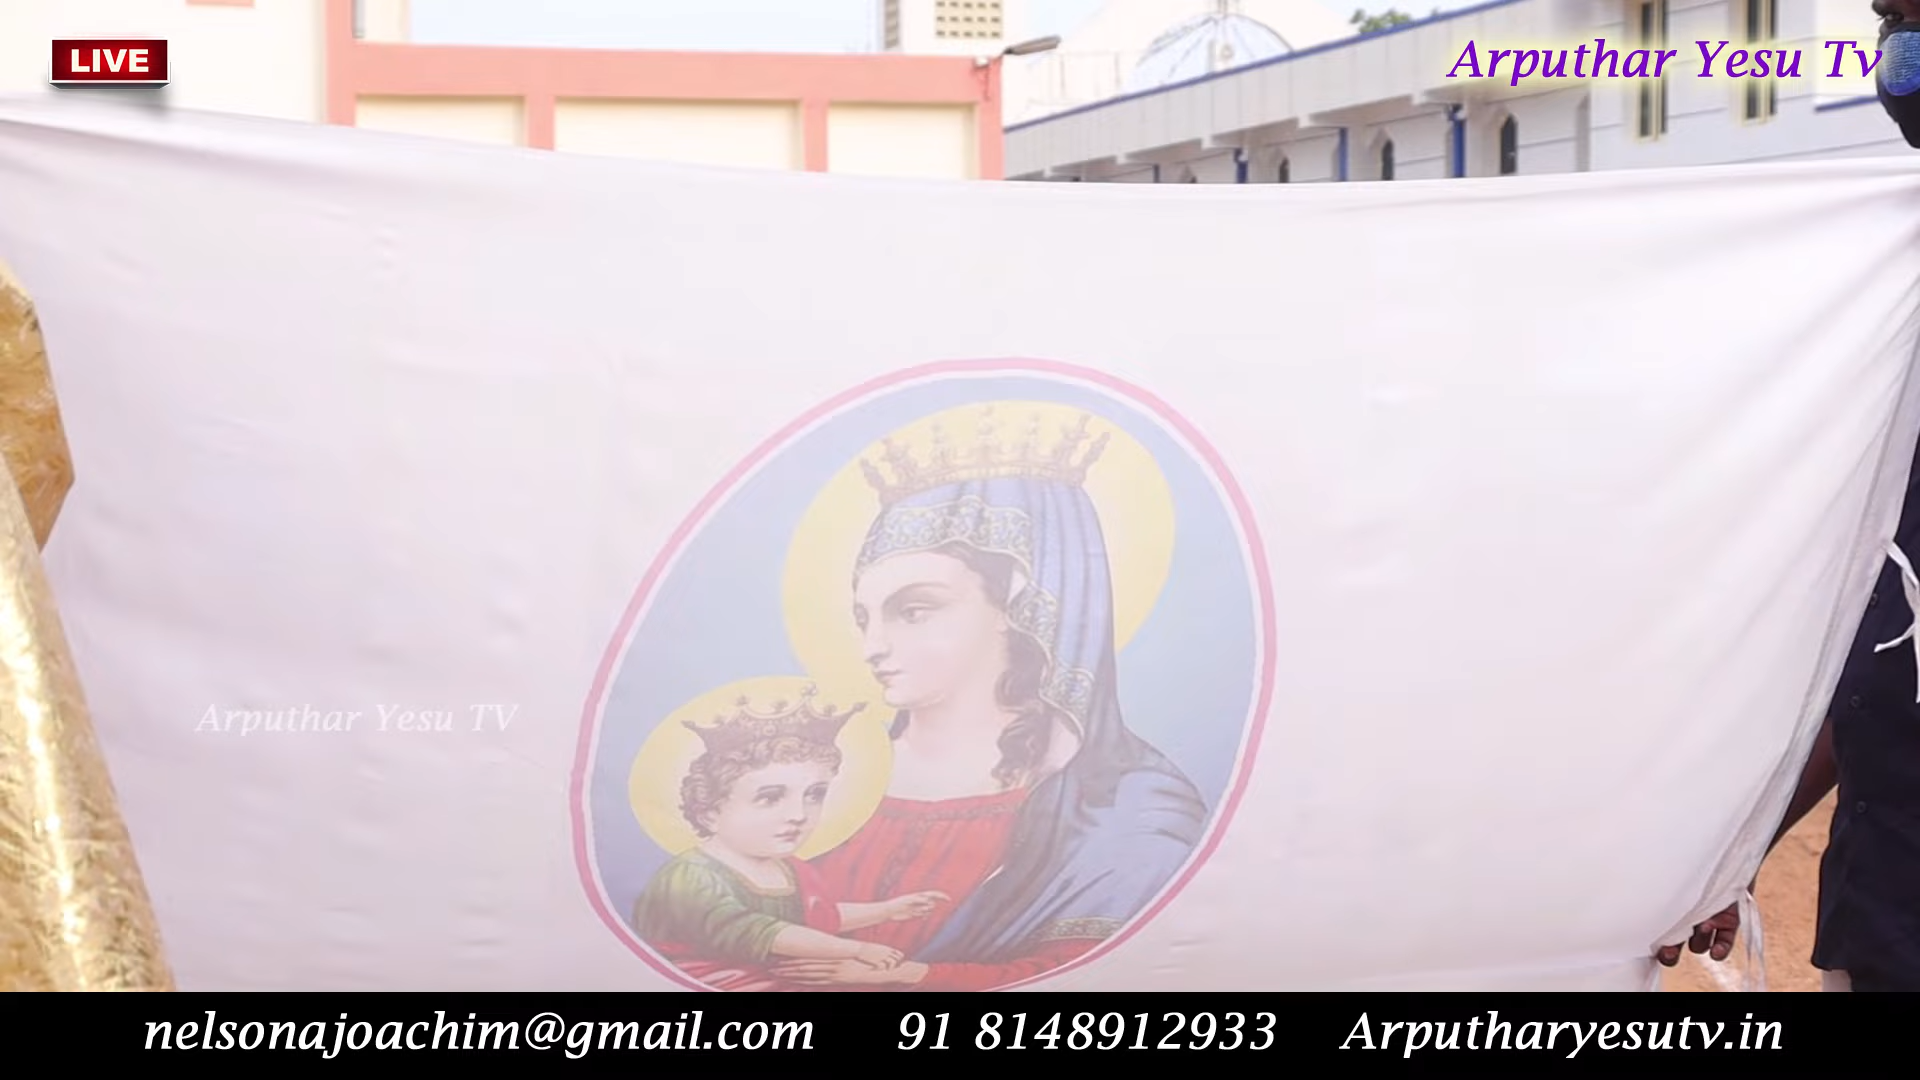 LIVE
Arputhar Yesu Tv
Arputhar Yesu TV
nelsonajoachim@gmail.com 91 8148912933 Arputharyesutv.in